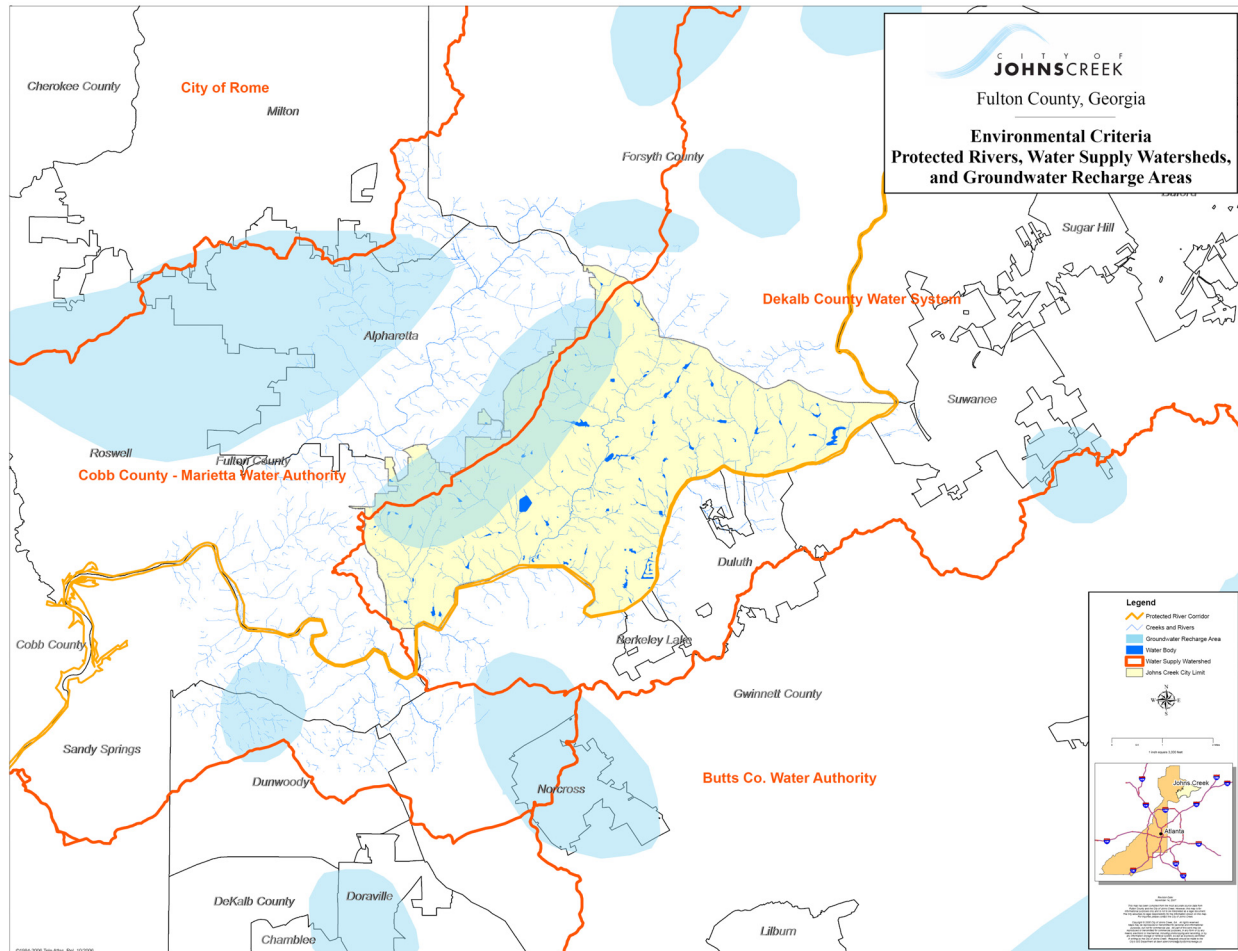 CITY OF
JOHNSCREEK
Fulton County, Georgia
Environmental Criteria
Protected Rivers, Water Supply Watersheds,
and Groundwater Recharge Areas
Cherokee County
City of Rome
Milton
Forsyth County
Buford
Sugar Hill
Dekalb County Water System
Alpharetta
Suwanee
Roswell
Fulton County
Cobb County - Marietta Water Authority
Duluth
Berkeley Lake
Cobb County
Gwinnett County
Sandy Springs
Dunwoody
Butts Co. Water Authority
Norcross
DeKalb County
Doraville
Chamblee
Lilburn
Legend
Protected River Corridor
Creeks and Rivers
Groundwater Recharge Area
Water Body
Water Supply Watershed
Johns Creek City Limit
N
W
E
S
Johns Creek
Atlanta